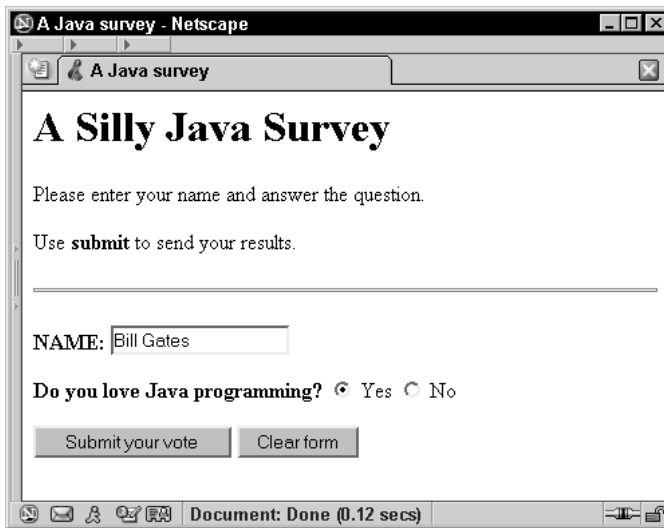 A Java survey - Netscape
A Java survey
A Silly Java Survey
Please enter your name and answer the question.
Use submit to send your results.
NAME: Bill Gates
Do you love Java programming? Yes No
Submit your vote Clear form
Document: Done (0.12 secs)